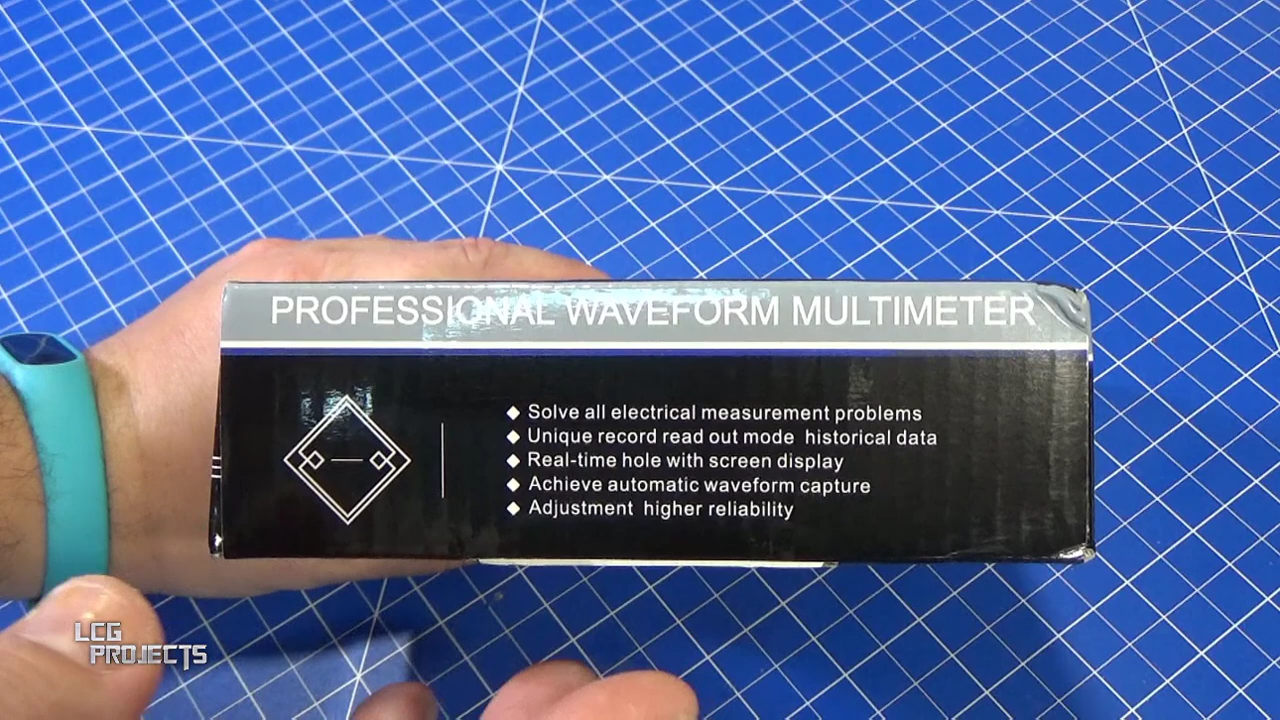 PROFESSIONAL WAVEFORM MULTIMETER
◆ Solve all electrical measurement problems
◆ Unique record read out mode historical data
◆ Real-time hole with screen display
◆ Achieve automatic waveform capture
◆ Adjustment higher reliability
LCG
PROJECTS